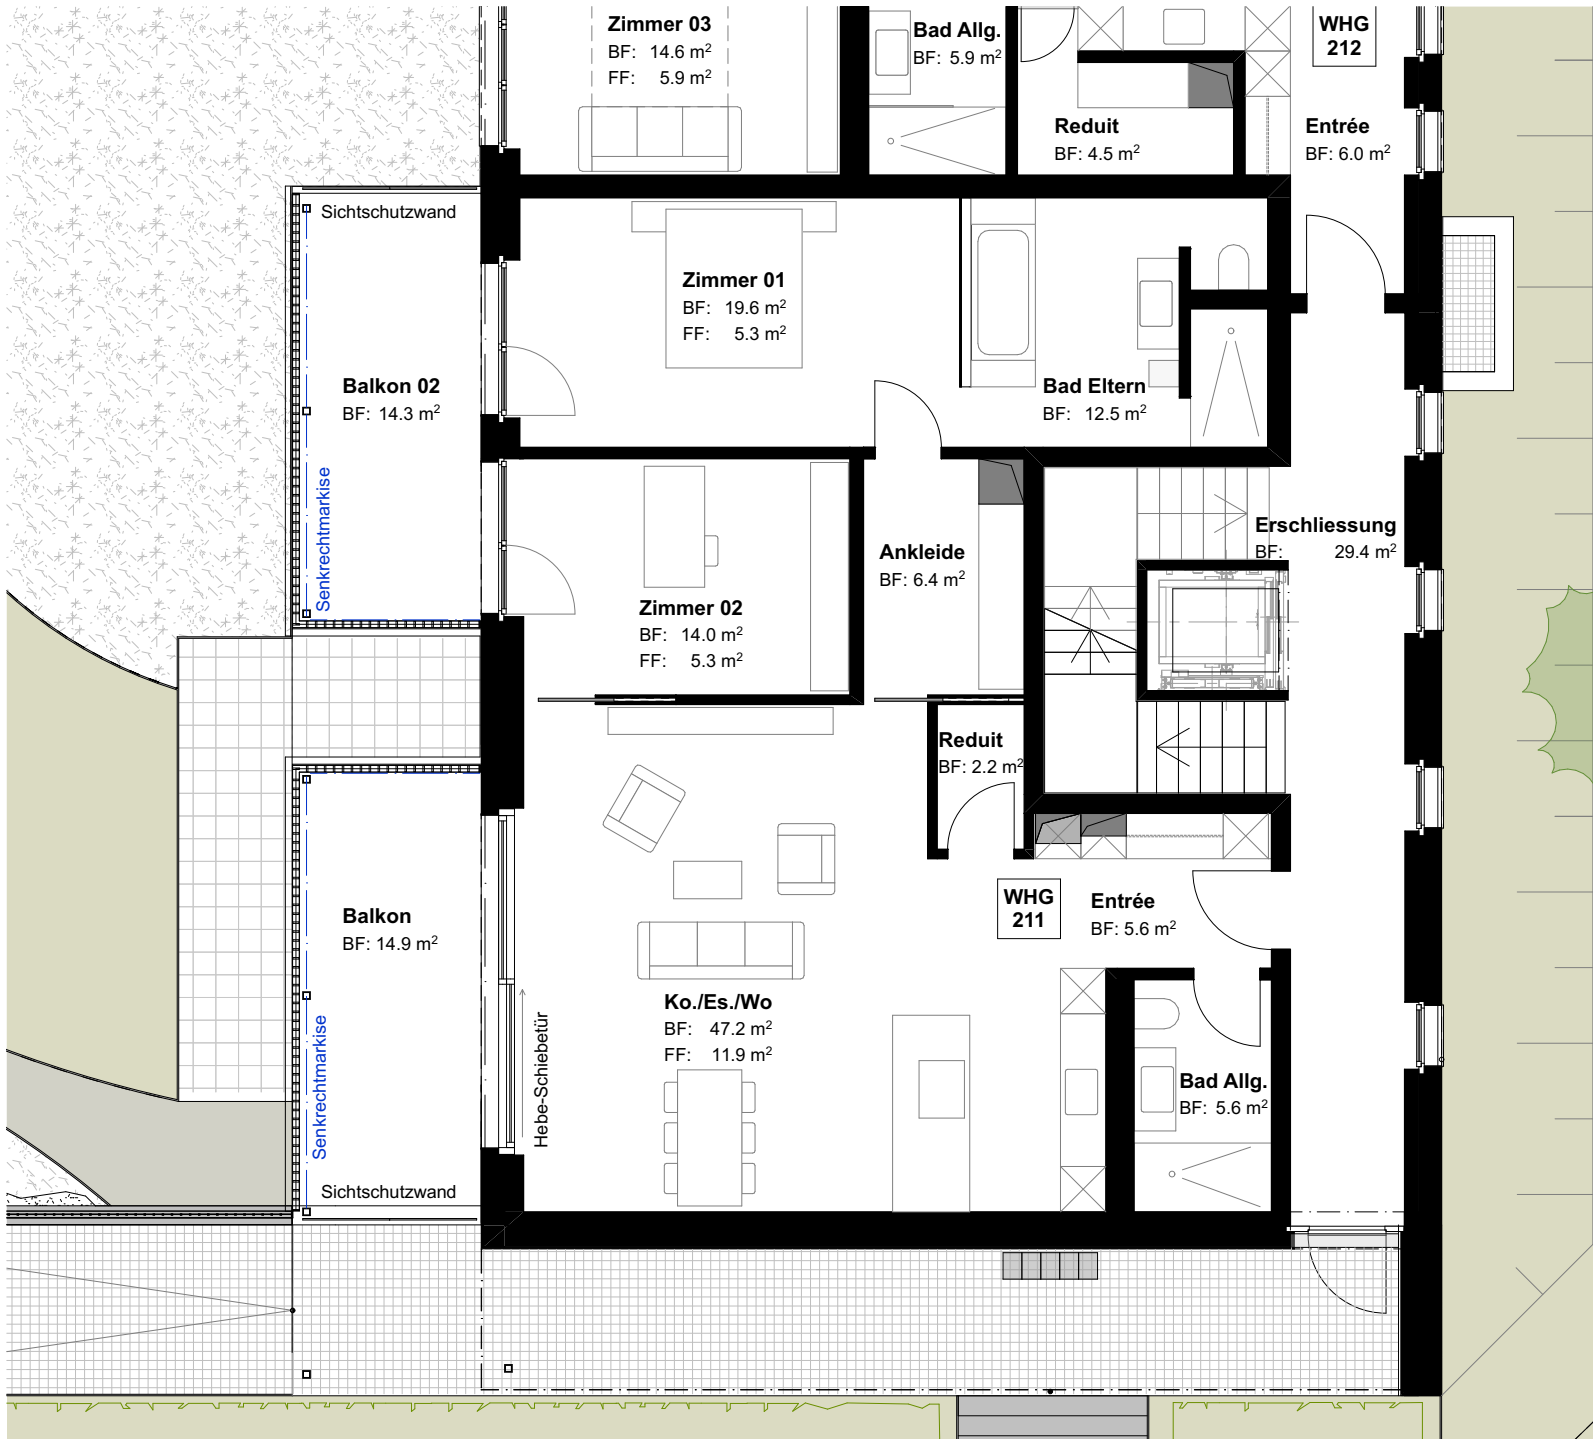 Zimmer 03
BF: 14.6 m²
FF: 5.9 m²
Bad Allg.
BF: 5.9 m²
WHG
212
Reduit
BF: 4.5 m²
Entrée
BF: 6.0 m²
Sichtschutzwand
Zimmer 01
BF: 19.6 m²
FF: 5.3 m²
Balkon 02
BF: 14.3 m²
Bad Eltern
BF: 12.5 m²
Senkrechtmarkise
Erschliessung
BF: 29.4 m²
Ankleide
BF: 6.4 m²
Zimmer 02
BF: 14.0 m²
FF: 5.3 m²
Reduit
BF: 2.2 m²
Balkon
BF: 14.9 m²
WHG
211
Entrée
BF: 5.6 m²
Ko./Es./Wo
BF: 47.2 m²
FF: 11.9 m²
Senkrechtmarkise
Hebe-Schiebetür
Bad Allg.
BF: 5.6 m²
Sichtschutzwand